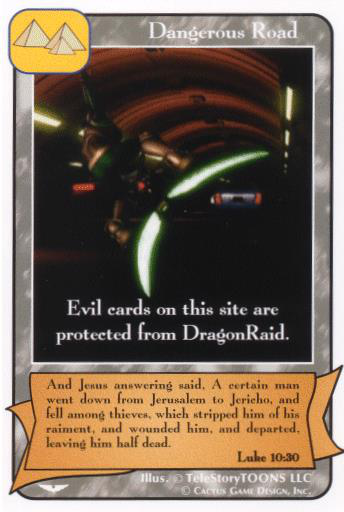 Dangerous Road
Evil cards on this site are
protected from DragonRaid.
And Jesus answering said, A certain man
went down from Jerusalem to Jericho, and
fell among thieves, which stripped him of his
raiment, and wounded him, and departed,
leaving him half dead.
Luke 10:30
Illus. © TeleStoryTOONS LLC
© Cactus Game Design, Inc.